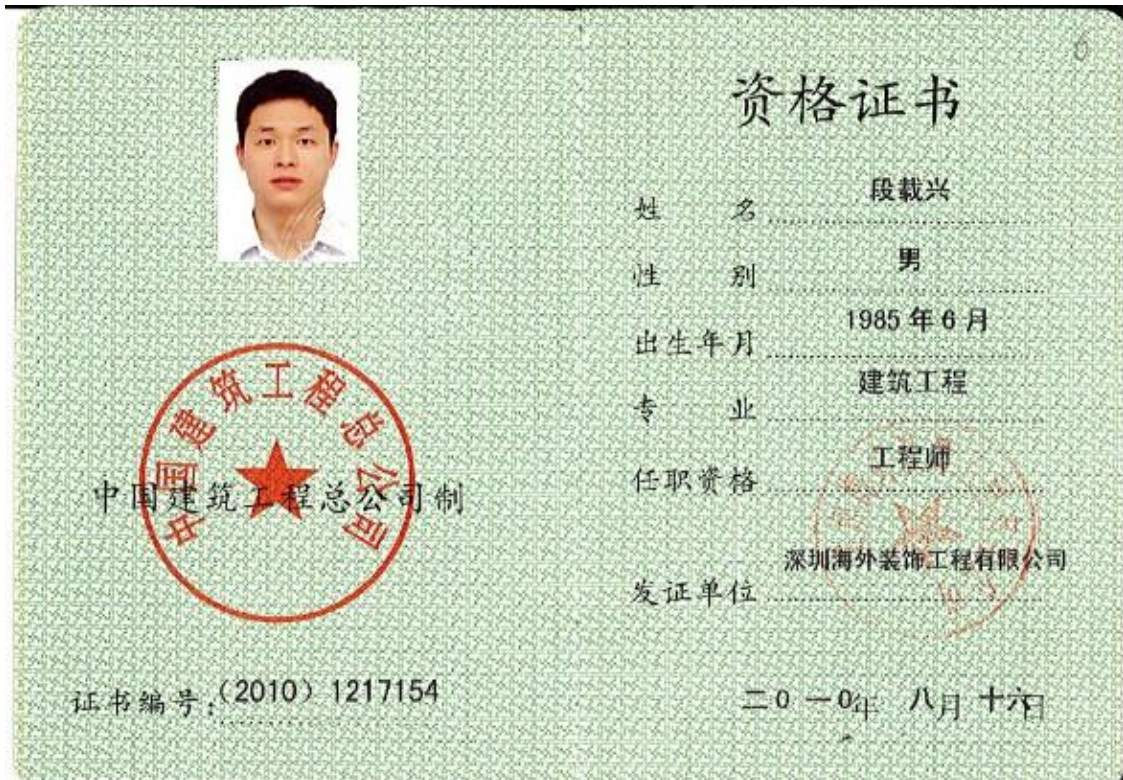 6
资格证书
姓 名 段载兴
性 别 男
出生年月 1985年6月
专 业 建筑工程
任职资格 工程师
发证单位 深圳海外装饰工程有限公司
二0一0年 八月 十六日
中国建筑工程总公司
中国建筑工程总公司制
证书编号:(2010)1217154